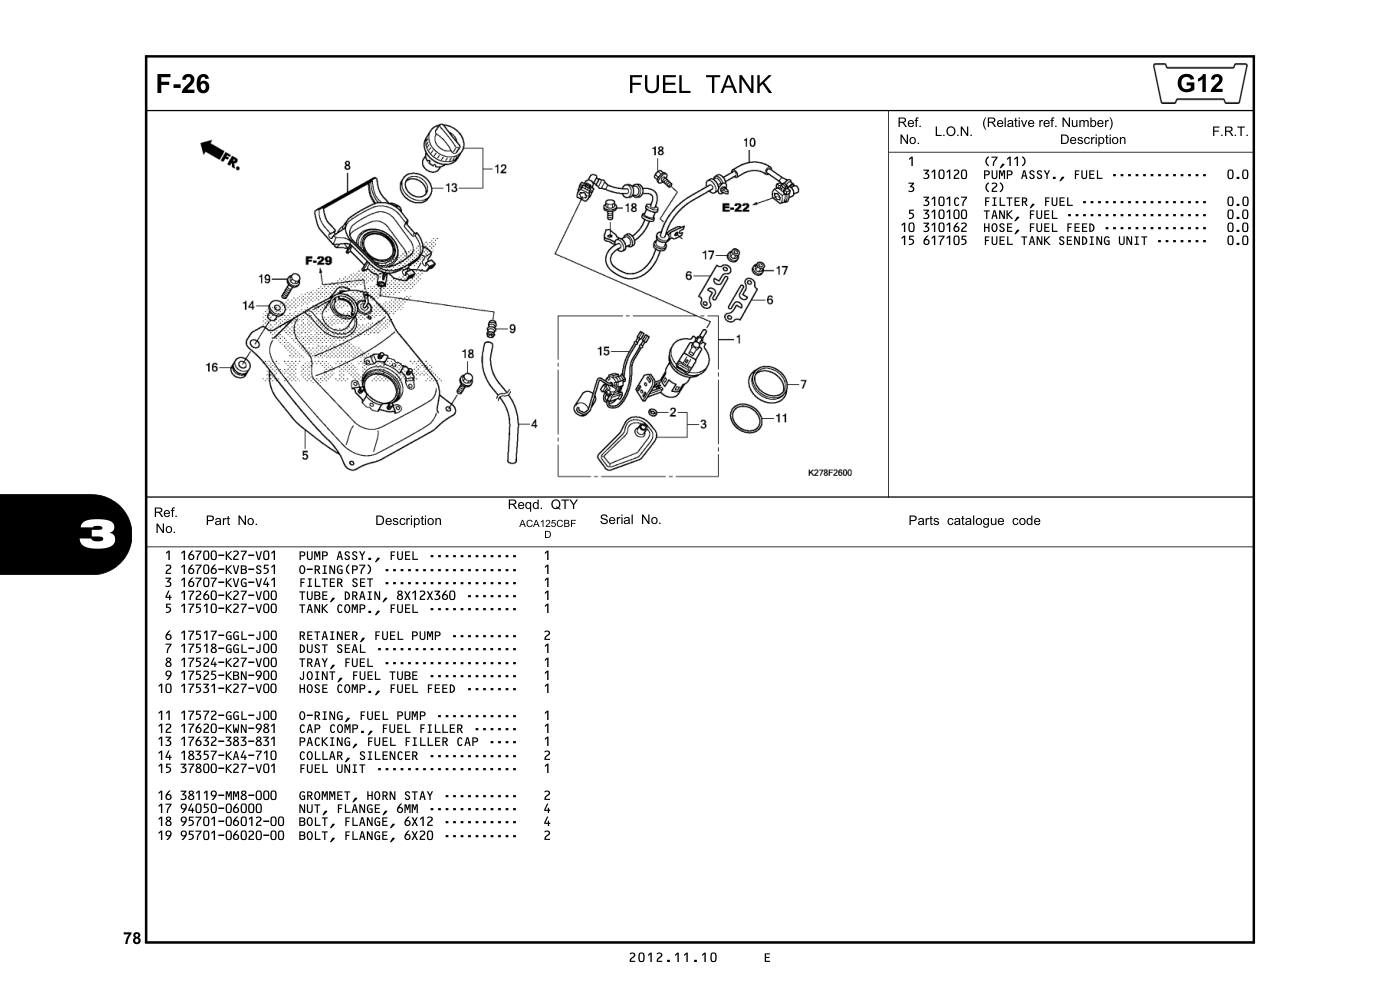 F-26
FUEL TANK
G12
FR.
8
12
13
F-29
19
14
16
5
9
18
4
18
10
18
E-22
17
6
17
6
1
15
2
3
7
11
K278F2600
Ref. No. L.O.N. (Relative ref. Number) Description F.R.T.
1 (7,11)
310120 PUMP ASSY., FUEL ------------- 0.0
3 (2)
3101C7 FILTER, FUEL ----------------- 0.0
5 310100 TANK, FUEL ------------------- 0.0
10 310162 HOSE, FUEL FEED -------------- 0.0
15 617105 FUEL TANK SENDING UNIT ------- 0.0
Ref. No. Part No. Description Reqd. QTY ACA125CBF D Serial No. Parts catalogue code
1 16700-K27-V01 PUMP ASSY., FUEL ------------ 1
2 16706-KVB-S51 O-RING(P7) ------------------ 1
3 16707-KVG-V41 FILTER SET ------------------ 1
4 17260-K27-V00 TUBE, DRAIN, 8X12X360 ------- 1
5 17510-K27-V00 TANK COMP., FUEL ------------ 1
6 17517-GGL-J00 RETAINER, FUEL PUMP --------- 2
7 17518-GGL-J00 DUST SEAL ------------------- 1
8 17524-K27-V00 TRAY, FUEL ------------------ 1
9 17525-KBN-900 JOINT, FUEL TUBE ------------ 1
10 17531-K27-V00 HOSE COMP., FUEL FEED ------- 1
11 17572-GGL-J00 O-RING, FUEL PUMP ----------- 1
12 17620-KWN-981 CAP COMP., FUEL FILLER ------ 1
13 17632-383-831 PACKING, FUEL FILLER CAP ---- 1
14 18357-KA4-710 COLLAR, SILENCER ------------ 2
15 37800-K27-V01 FUEL UNIT ------------------- 1
16 38119-MM8-000 GROMMET, HORN STAY ---------- 2
17 94050-06000 NUT, FLANGE, 6MM ------------ 4
18 95701-06012-00 BOLT, FLANGE, 6X12 ---------- 4
19 95701-06020-00 BOLT, FLANGE, 6X20 ---------- 2
3
78
2012.11.10 E